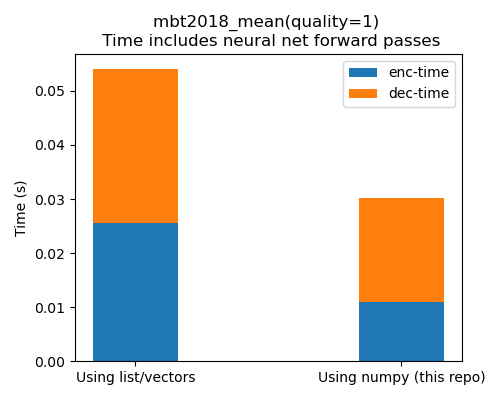 mbt2018_mean(quality=1)
Time includes neural net forward passes
enc-time
dec-time
Time (s)
0.05
0.04
0.03
0.02
0.01
0.00
Using list/vectors
Using numpy (this repo)